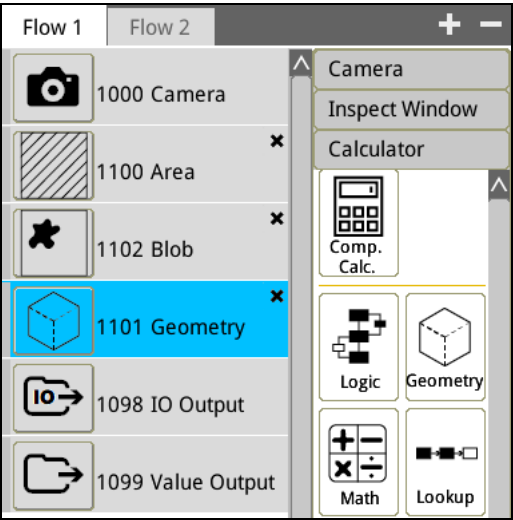 Flow 1
Flow 2
1000 Camera
1100 Area
1102 Blob
1101 Geometry
IO
1098 IO Output
1099 Value Output
Camera
Inspect Window
Calculator
Comp.
Calc.
Logic
Geometry
Math
Lookup